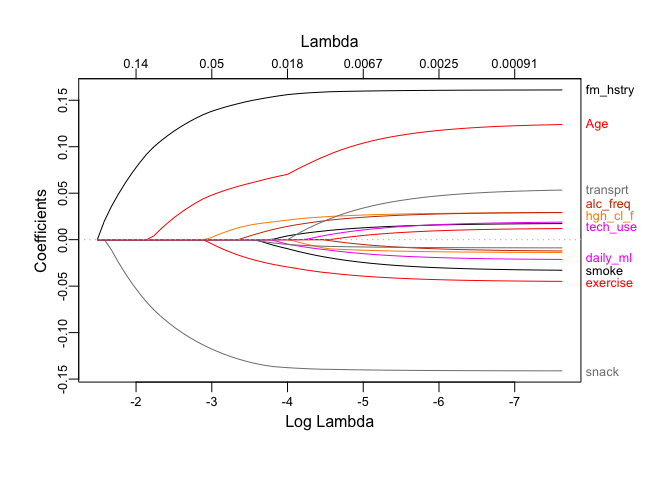 Lambda
0.14 0.05 0.018 0.0067 0.0025 0.00091
Coefficients
0.15
0.10
0.05
0.00
-0.05
-0.10
-0.15
fm_hstry
Age
transprt
alc_freq
hgh_cl_f
tech_use
daily_ml
smoke
exercise
snack
-2 -3 -4 -5 -6 -7
Log Lambda